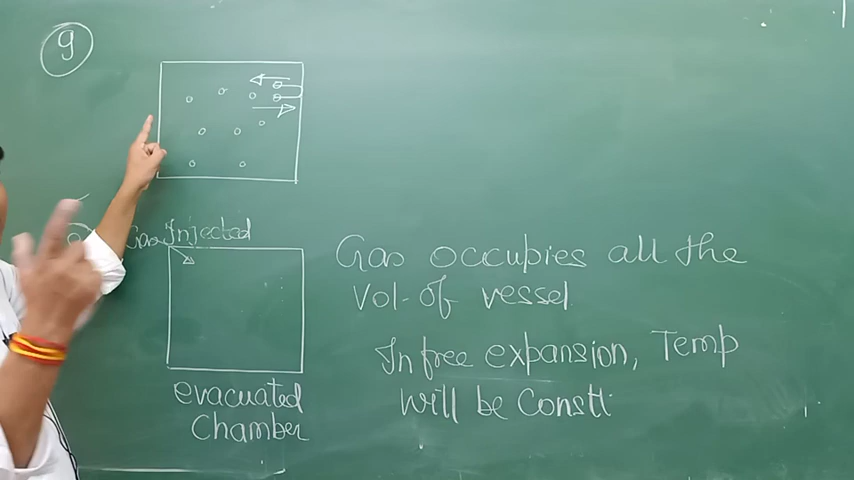 9
Gas Injected
Gas occupies all the
Vol. of vessel
In free expansion, Temp
Will be Constt
evacuated
Chamber